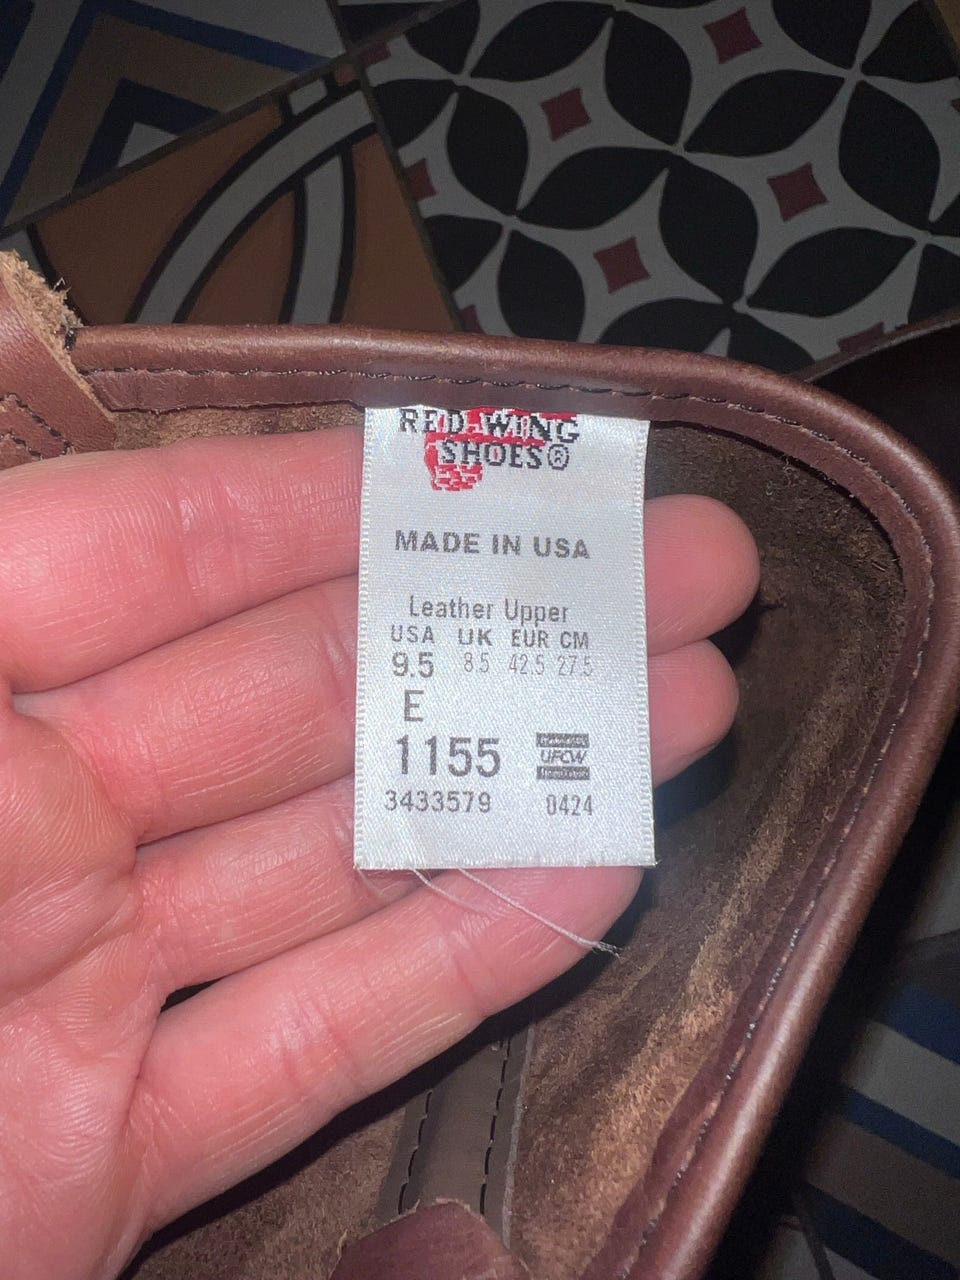 RED WING
SHOES®
MADE IN USA
Leather Upper
USA UK EUR CM
9.5 8.5 42.5 27.5
E
1155
UFCW
3433579 0424